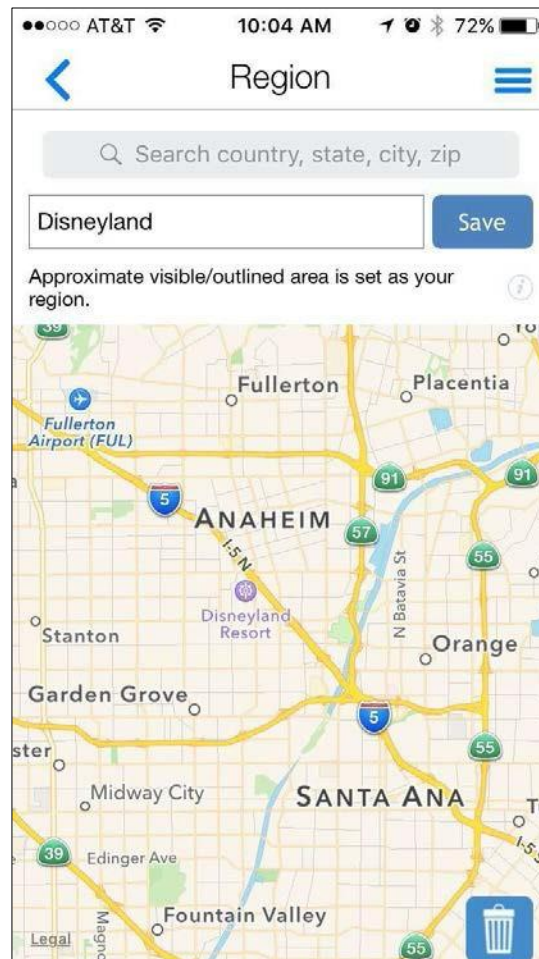 AT&T 10:04 AM 72%
Region
Search country, state, city, zip
Disneyland Save
Approximate visible/outlined area is set as your
region.
39
Yo
Fullerton
Placentia
Fullerton
Airport (FUL)
91
91
5
ANAHEIM
57
I-5 N
55
N Batavia St
Disneyland
Resort
Stanton
Orange
Garden Grove
5
ster
55
Midway City
SANTA ANA
T
I-5 S
39
Edinger Ave
Fountain Valley
Magno
Legal
55